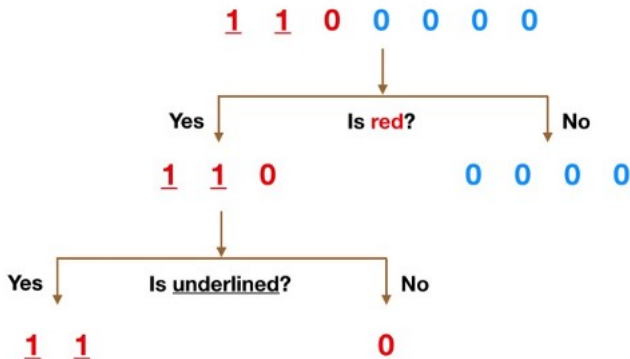 1 1 0 0 0 0 0
Yes Is red? No
1 1 0 0 0 0 0
Yes Is underlined? No
1 1 0